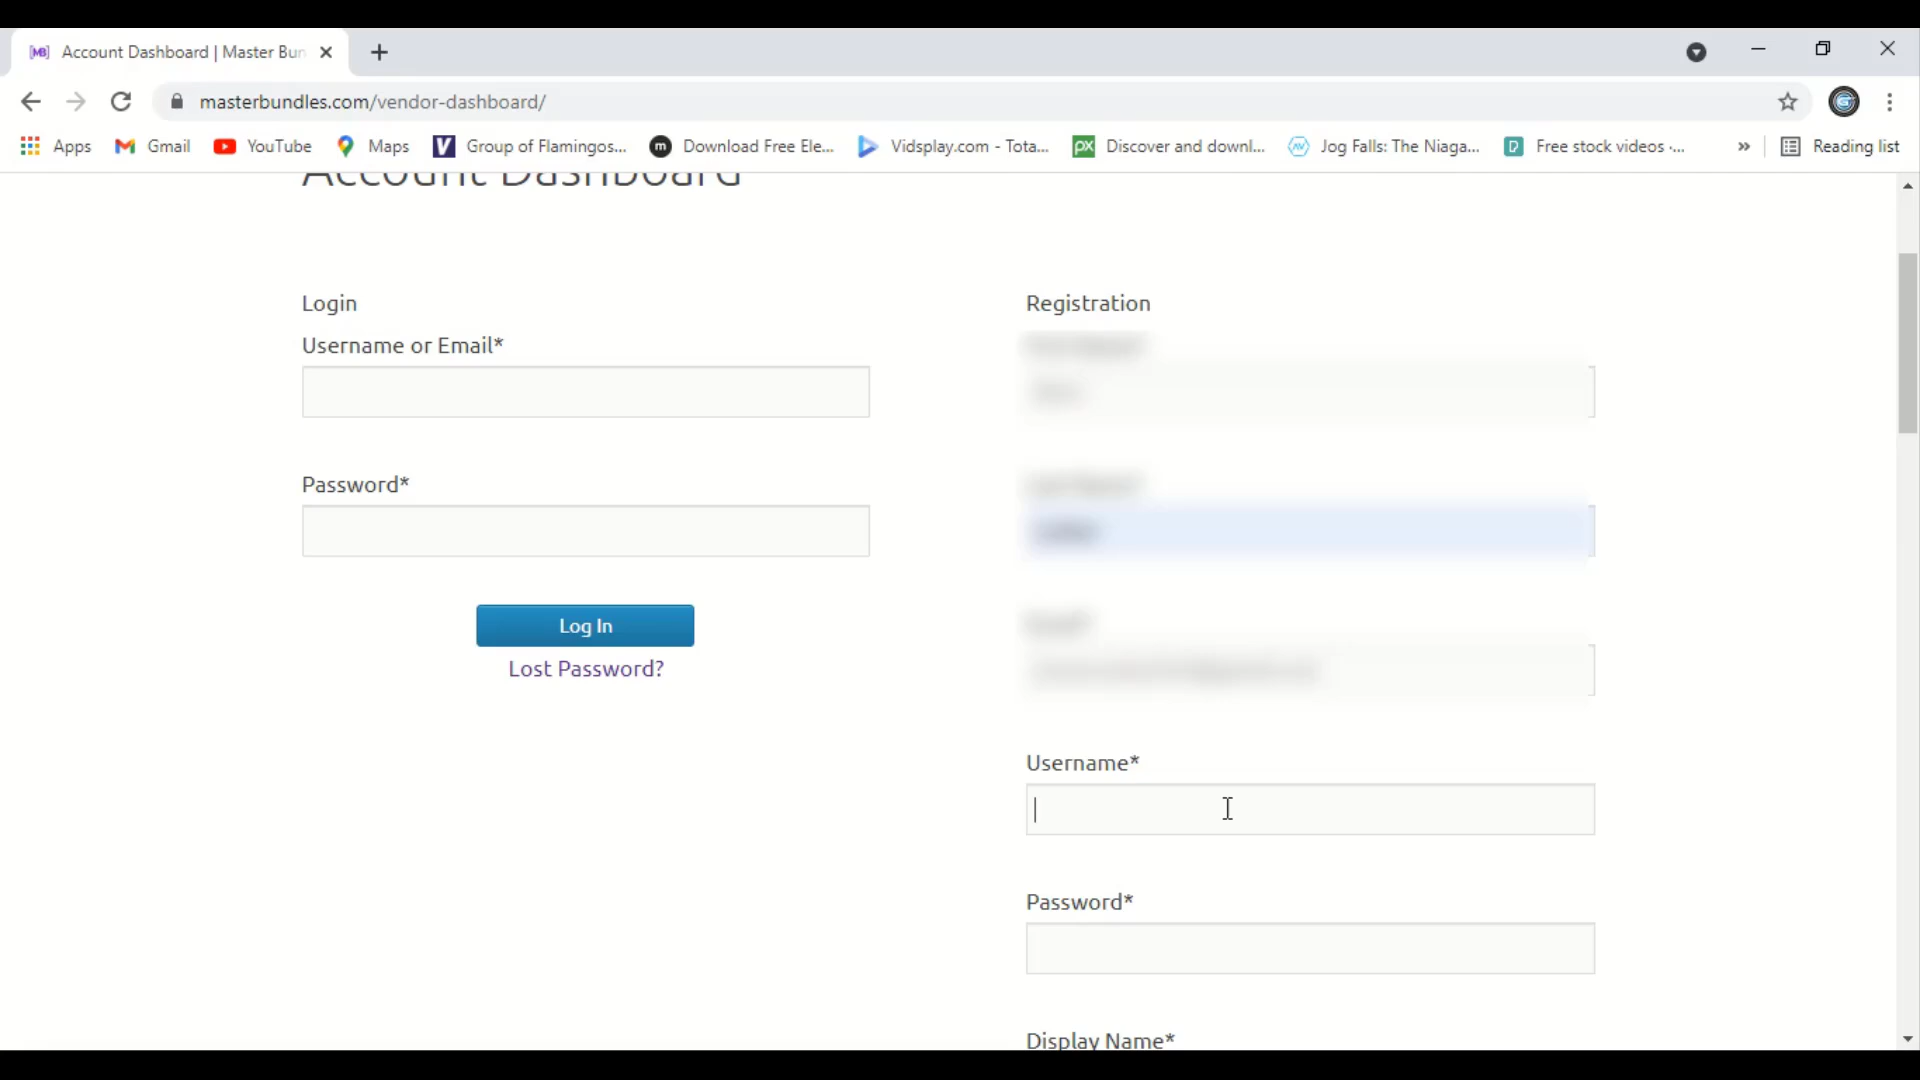 Account Dashboard | Master Bun
masterbundles.com/vendor-dashboard/
Apps
Gmail
YouTube
Maps
Group of Flamingos...
Download Free Ele...
Vidsplay.com - Tota...
Discover and downl...
Jog Falls: The Niaga...
Free stock videos ·...
»
Reading list
Account Dashboard
Login
Username or Email*
Password*
Log In
Lost Password?
Registration
Username*
Password*
Display Name*